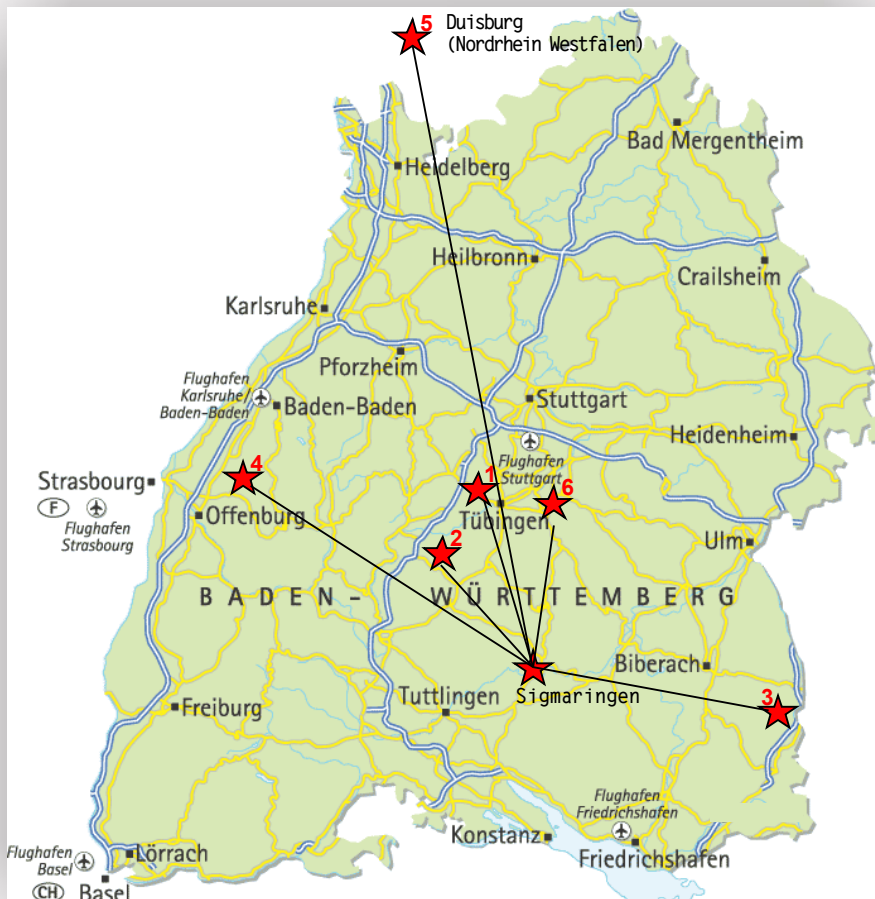 5
Duisburg
(Nordrhein Westfalen)
Bad Mergentheim
Heidelberg
Heilbronn
Crailsheim
Karlsruhe
Pforzheim
Flughafen
Karlsruhe/
Baden-Baden
Baden-Baden
Stuttgart
Heidenheim
Flughafen
Stuttgart
4
1
6
Strasbourg
F
Flughafen
Strasbourg
Offenburg
Tübingen
2
Ulm
BADEN-WÜRTTEMBERG
Biberach
Sigmaringen
Tuttlingen
3
Freiburg
Flughafen
Friedrichshafen
Konstanz
Friedrichshafen
Flughafen
Basel
Lörrach
CH
Basel